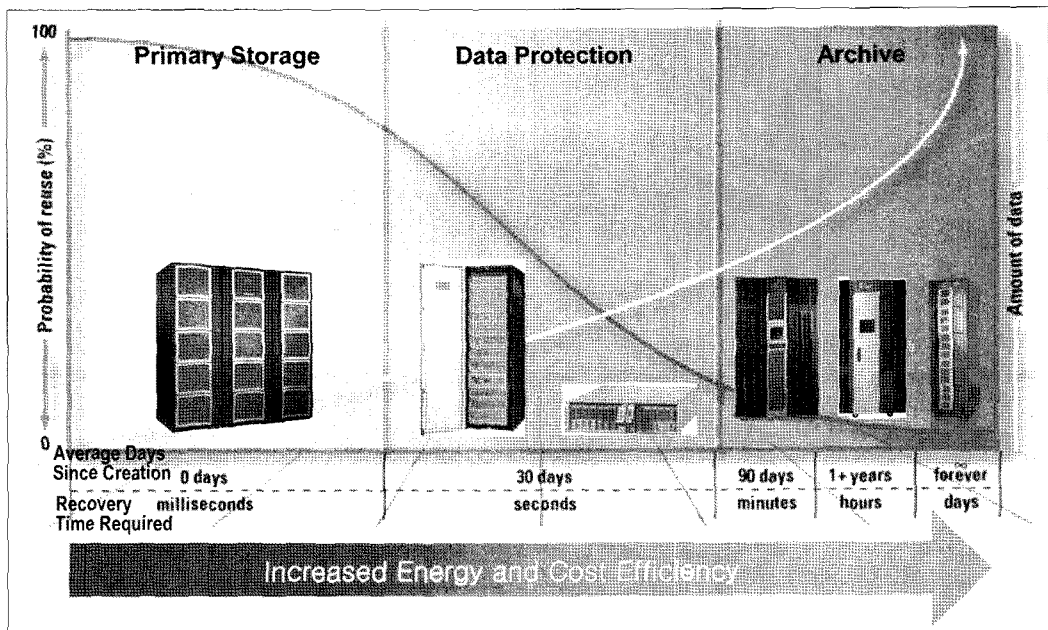 100
Primary Storage
Data Protection
Archive
Probability of reuse (%)
Amount of data
0
Average Days
Since Creation
0 days
30 days
90 days
1+ years
forever
Recovery
Time Required
milliseconds
seconds
minutes
hours
days
Increased Energy and Cost Efficiency